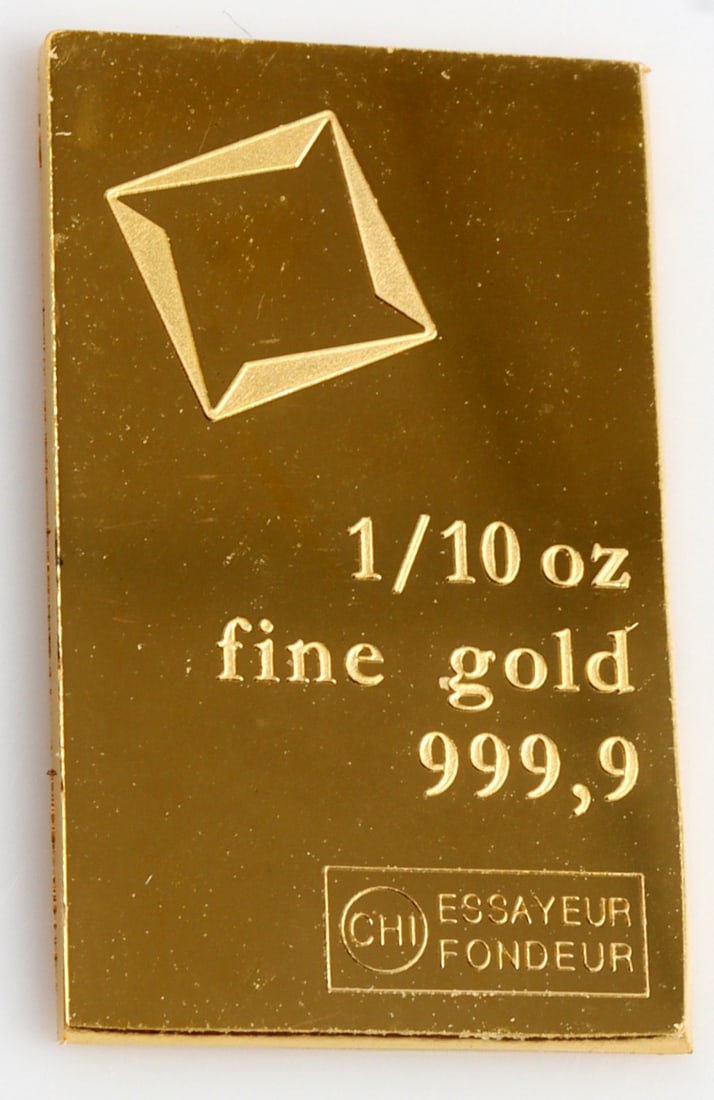 1/10 oz
fine gold
999,9
CHI ESSAYEUR
FONDEUR